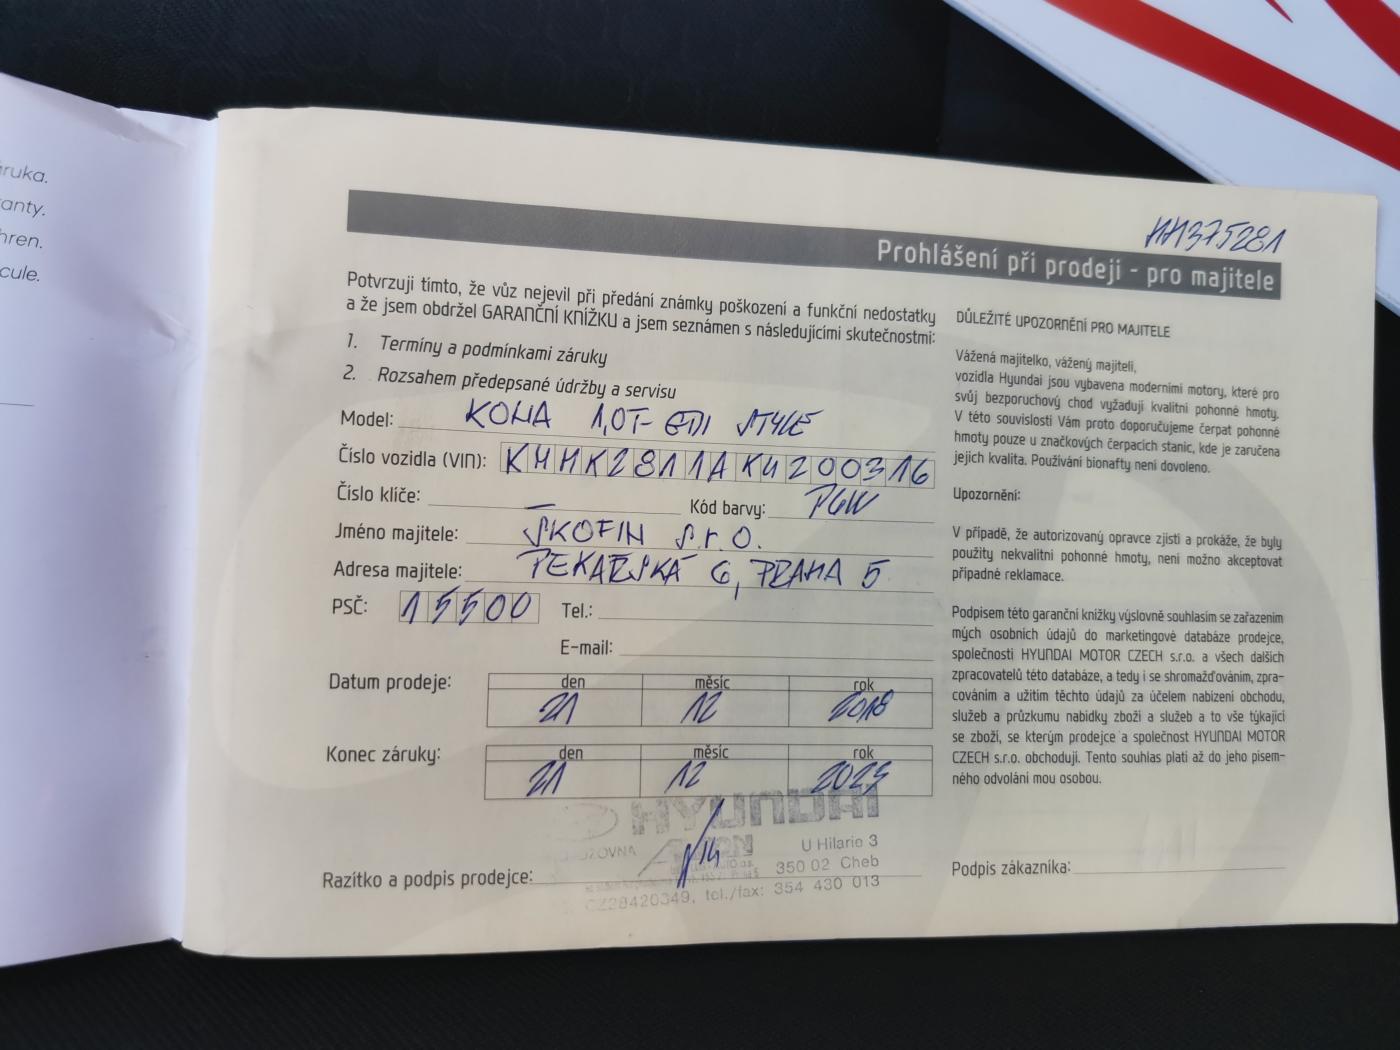 ruka.
anty.
hren.
cule.
HH375281
Prohlášení při prodeji - pro majitele
Potvrzuji tímto, že vůz nejevil při předání známky poškození a funkční nedostatky
a že jsem obdržel GARANČNÍ KNÍŽKU a jsem seznámen s následujícími skutečnostmi:
1. Termíny a podmínkami záruky
2. Rozsahem předepsané údržby a servisu
Model: KONA 1,0T-GDI STYLE
Číslo vozidla (VIN): KMHK2811AKU200316
Číslo klíče:
Kód barvy: PGW
Jméno majitele: ŠKOFIN s.r.o.
Adresa majitele: PEKAŘSKÁ 6, PRAHA 5
PSČ: 15500 Tel.:
E-mail:
Datum prodeje: den měsíc rok
21 12 2018
Konec záruky: den měsíc rok
21 12 2023
HYUNDAI
U Hilarie 3
350 02 Cheb
Razítko a podpis prodejce:
CZ28420349, tel./fax: 354 430 013
DŮLEŽITÉ UPOZORNĚNÍ PRO MAJITELE
Vážená majitelko, vážený majiteli,
vozidla Hyundai jsou vybavena moderními motory, které pro
svůj bezporuchový chod vyžadují kvalitní pohonné hmoty.
V této souvislosti Vám proto doporučujeme čerpat pohonné
hmoty pouze u značkových čerpacích stanic, kde je zaručena
jejich kvalita. Používání bionafty není dovoleno.
Upozornění:
V případě, že autorizovaný opravce zjistí a prokáže, že byly
použity nekvalitní pohonné hmoty, není možno akceptovat
případné reklamace.
Podpisem této garanční knížky výslovně souhlasím se zařazením
mých osobních údajů do marketingové databáze prodejce,
společnosti HYUNDAI MOTOR CZECH s.r.o. a všech dalších
zpracovatelů této databáze, a tedy i se shromažďováním, zpra-
cováním a užitím těchto údajů za účelem nabízení obchodu,
služeb a průzkumu nabídky zboží a služeb a to vše týkající
se zboží, se kterým prodejce a společnost HYUNDAI MOTOR
CZECH s.r.o. obchodují. Tento souhlas platí až do jeho písem-
ného odvolání mou osobou.
Podpis zákazníka: